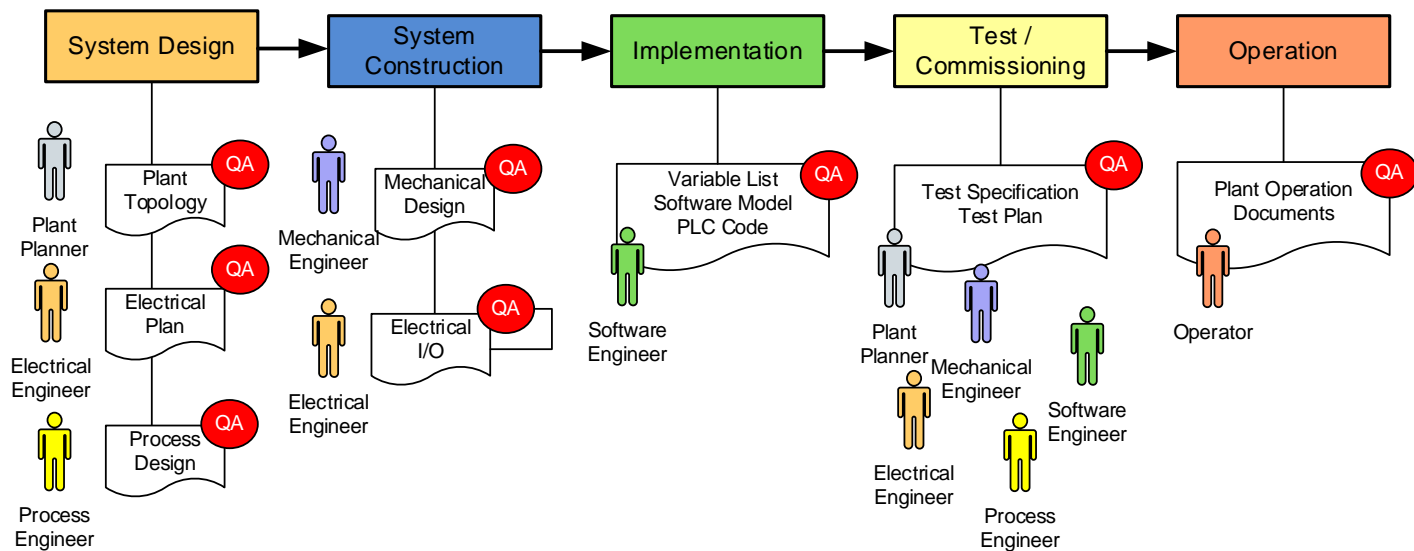 System Design
System
Construction
Implementation
Test /
Commissioning
Operation
QA
Plant
Topology
Plant
Planner
QA
Electrical
Plan
Electrical
Engineer
QA
Process
Design
Process
Engineer
QA
Mechanical
Design
Mechanical
Engineer
QA
Electrical
I/O
Electrical
Engineer
QA
Variable List
Software Model
PLC Code
Software
Engineer
QA
Test Specification
Test Plan
Plant
Planner
Mechanical
Engineer
Software
Engineer
Electrical
Engineer
Process
Engineer
QA
Plant Operation
Documents
Operator